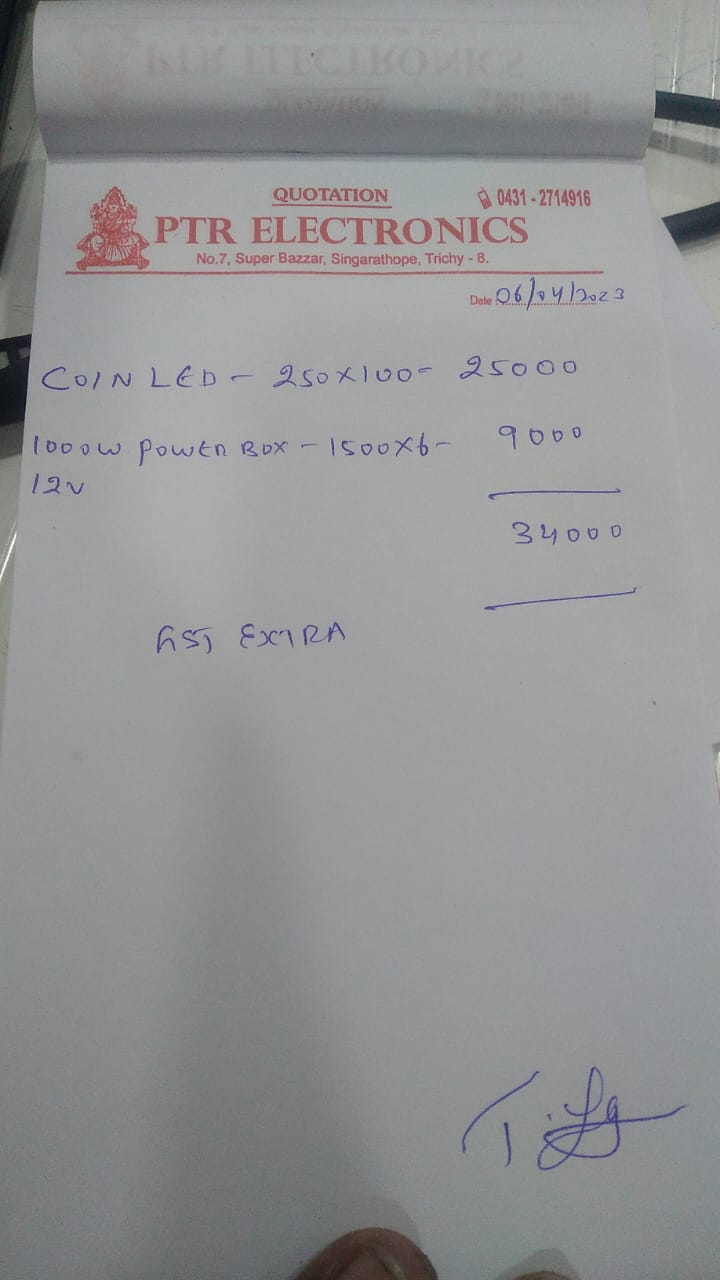 QUOTATION
0431 - 2714916
PTR ELECTRONICS
No.7, Super Bazzar, Singarathope, Trichy - 8.
Date: 06/04/2023
COIN LED - 250X100= 25000
1000W POWER BOX - 1500X6- 9000
12V
34000
GST EXTRA